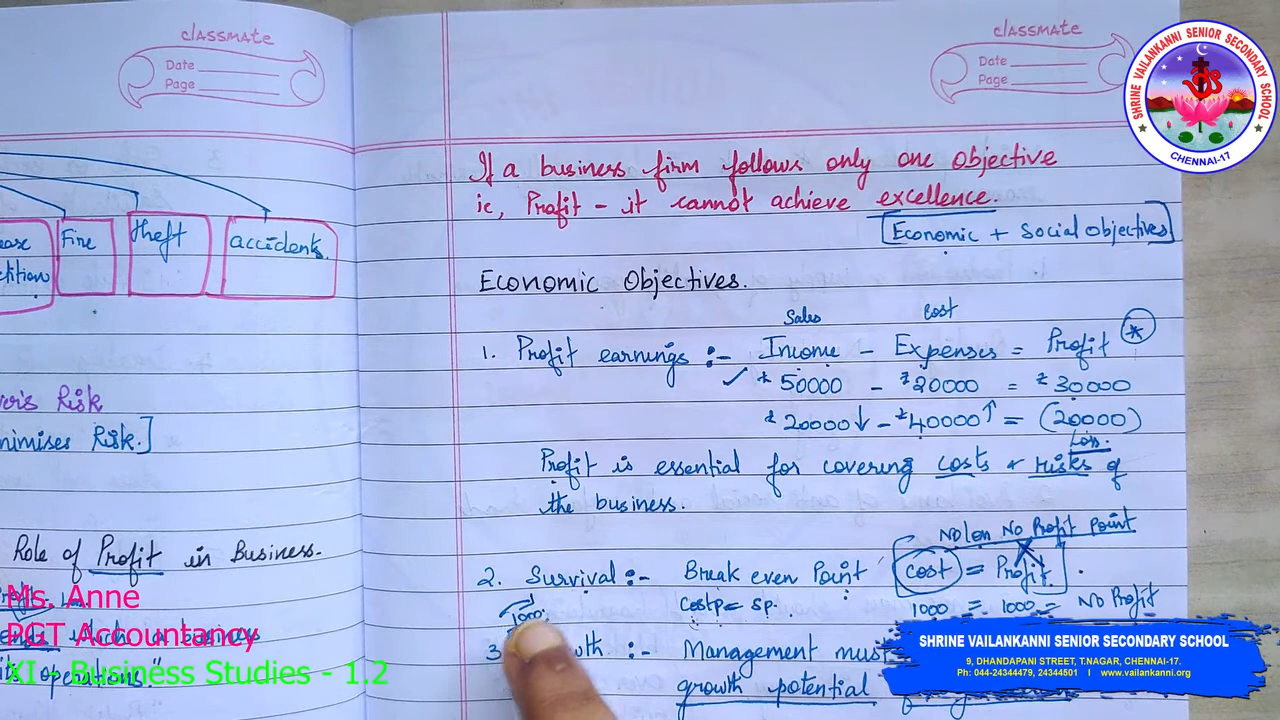 classmate
Date
Page
Fire
theft
accidents.
Role of Profit in Business.
classmate
Date
Page
If a business firm follows only one objective
ie, Profit - it cannot achieve excellence.
Economic + Social objectives
Economic Objectives.
Sales
Cost
1. Profit earnings :- Income - Expenses = Profit *
✓ ₹50000 - ₹20000 = ₹30000
₹20000↓ - ₹40000↑ = (20000)
Loss.
Profit is essential for covering costs & risks of
the business.
No Profit Point
2. Survival :- Break even Point cost = Profit.
1000 Costp = Sp. 1000 = 1000 = No Profit
3 :- Management must
growth potential
Risk
Risk.]
operations."
Ms. Anne
PGT Accountancy
XI - Business Studies - 1.2
SHRINE VAILANKANNI SENIOR SECONDARY SCHOOL
CHENNAI-17
SHRINE VAILANKANNI SENIOR SECONDARY SCHOOL
9, DHANDAPANI STREET, T.NAGAR, CHENNAI-17.
Ph: 044-24344479, 24344501 I www.vailankanni.org